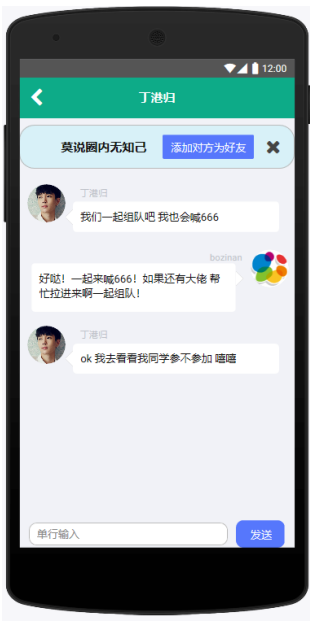 12:00
丁港归
莫说圈内无知己 添加对方为好友
丁港归
我们一起组队吧 我也会喊666
bozinan
好哒！一起来喊666！如果还有大佬 帮
忙拉进来啊一起组队！
丁港归
ok 我去看看我同学参不参加 嘻嘻
单行输入 发送